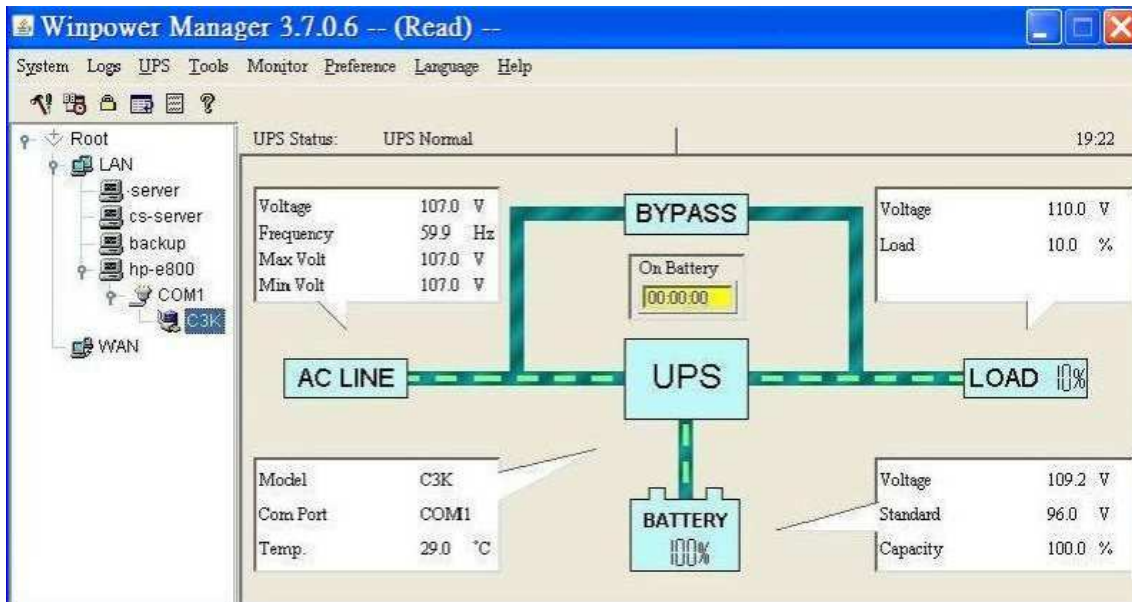 Winpower Manager 3.7.0.6 -- (Read) --
System Logs UPS Tools Monitor Preference Language Help
Root
LAN
-server
cs-server
backup
hp-e800
COM1
C3K
WAN
UPS Status: UPS Normal 19:22
Voltage 107.0 V
Frequency 59.9 Hz
Max Volt 107.0 V
Min Volt 107.0 V
BYPASS
On Battery
00:00:00
Voltage 110.0 V
Load 10.0 %
AC LINE
UPS
LOAD 10%
Model C3K
Com Port COM1
Temp. 29.0 °C
BATTERY
100%
Voltage 109.2 V
Standard 96.0 V
Capacity 100.0 %